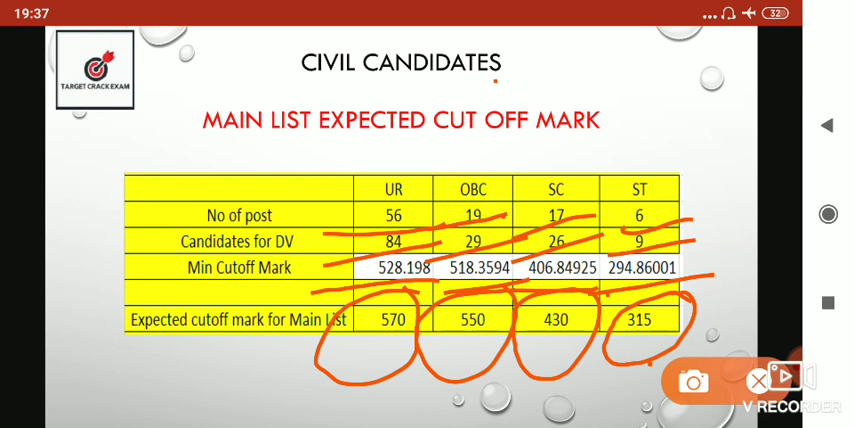 19:37
32
TARGET CRACK EXAM
CIVIL CANDIDATES
MAIN LIST EXPECTED CUT OFF MARK
UR OBC SC ST
No of post 56 19 17 6
Candidates for DV 84 29 26 9
Min Cutoff Mark 528.198 518.3594 406.84925 294.86001
Expected cutoff mark for Main List 570 550 430 315
V RECORDER